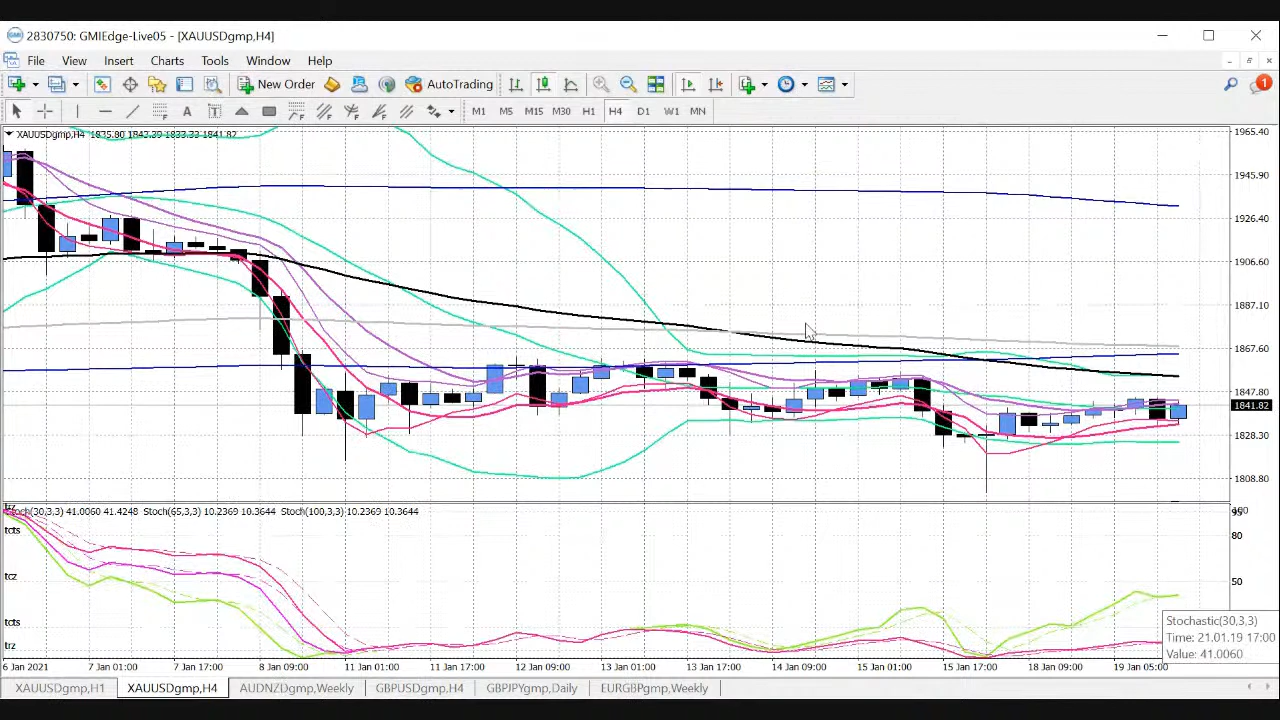 2830750: GMIEdge-Live05 - [XAUUSDgmp,H4]
File View Insert Charts Tools Window Help
New Order AutoTrading 1
A T M1 M5 M15 M30 H1 H4 D1 W1 MN
XAUUSDgmp,H4 1835.80 1843.39 1833.33 1841.82
1965.40
1945.90
1926.40
1906.60
1887.10
1867.60
1847.80
1841.82
1828.30
1808.80
Stoch(30,3,3) 41.0060 41.4248 Stoch(65,3,3) 10.2369 10.3644 Stoch(100,3,3) 10.2369 10.3644
tcts
80
tcz
50
tcts
trz
Stochastic(30,3,3)
Time: 21.01.19 17:00
Value: 41.0060
6 Jan 2021 7 Jan 01:00 7 Jan 17:00 8 Jan 09:00 11 Jan 01:00 11 Jan 17:00 12 Jan 09:00 13 Jan 01:00 13 Jan 17:00 14 Jan 09:00 15 Jan 01:00 15 Jan 17:00 18 Jan 09:00 19 Jan 05:00
XAUUSDgmp,H1 XAUUSDgmp,H4 AUDNZDgmp,Weekly GBPUSDgmp,H4 GBPJPYgmp,Daily EURGBPgmp,Weekly